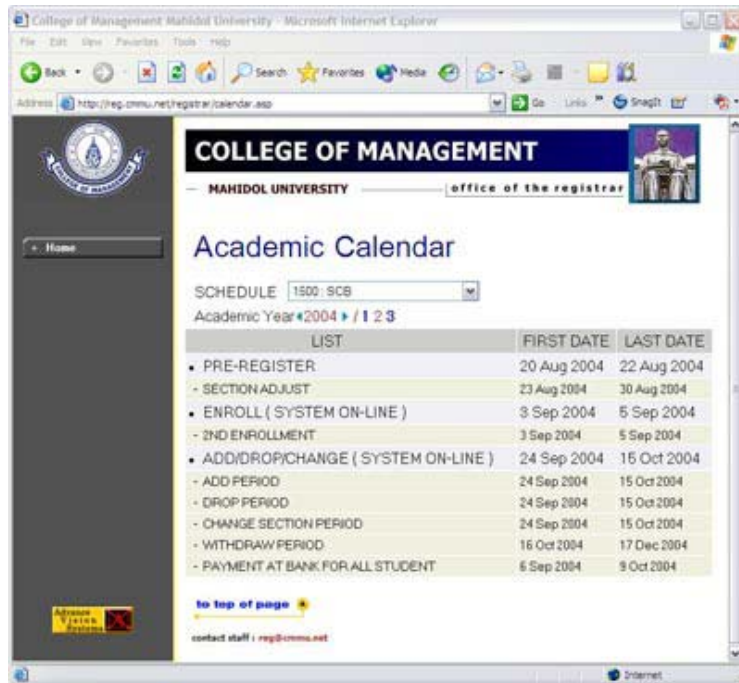 College of Management Mahidol University - Microsoft Internet Explorer
File Edit View Favorites Tools Help
Back Search Favorites Media
Address http://reg.cmmu.net/registrar/calendar.asp Go Links » SnagIt
COLLEGE OF MANAGEMENT
MAHIDOL UNIVERSITY office of the registrar
+ Home
Academic Calendar
SCHEDULE 1500 : SCB
Academic Year 2004 / 1 2 3
LIST FIRST DATE LAST DATE
• PRE-REGISTER 20 Aug 2004 22 Aug 2004
- SECTION ADJUST 23 Aug 2004 30 Aug 2004
• ENROLL ( SYSTEM ON-LINE ) 3 Sep 2004 5 Sep 2004
- 2ND ENROLLMENT 3 Sep 2004 5 Sep 2004
• ADD/DROP/CHANGE ( SYSTEM ON-LINE ) 24 Sep 2004 15 Oct 2004
- ADD PERIOD 24 Sep 2004 15 Oct 2004
- DROP PERIOD 24 Sep 2004 15 Oct 2004
- CHANGE SECTION PERIOD 24 Sep 2004 15 Oct 2004
- WITHDRAW PERIOD 16 Oct 2004 17 Dec 2004
- PAYMENT AT BANK FOR ALL STUDENT 6 Sep 2004 9 Oct 2004
to top of page
Advance
Vision
Systems
contact staff : reg@cmmu.net
Internet